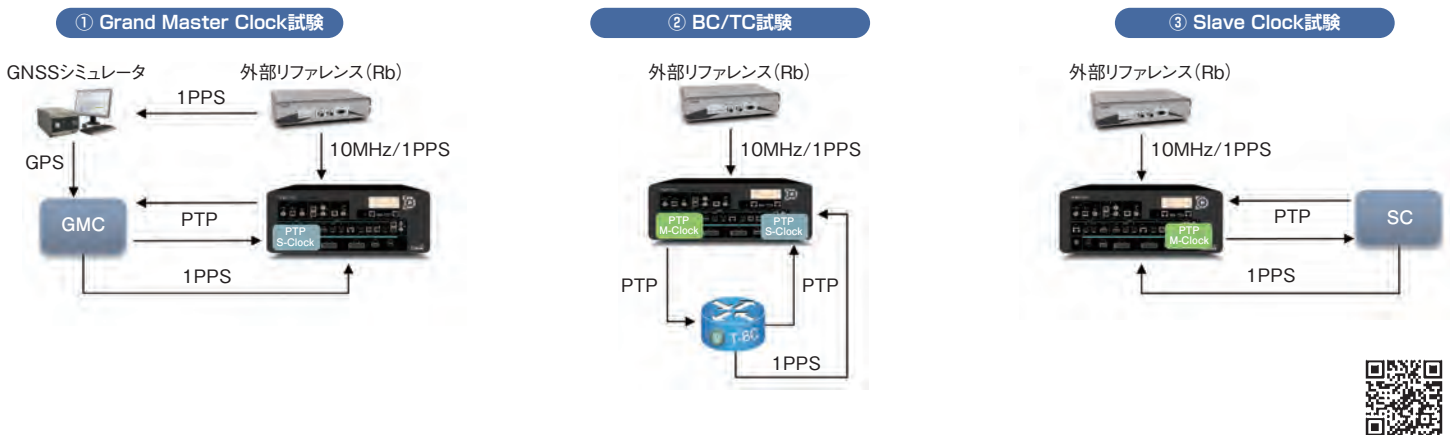 ① Grand Master Clock試験
GNSSシミュレータ
外部リファレンス(Rb)
1PPS
10MHz/1PPS
GPS
GMC
PTP
PTP
S-Clock
1PPS
② BC/TC試験
外部リファレンス(Rb)
10MHz/1PPS
PTP
M-Clock
PTP
S-Clock
PTP
PTP
T-BC
1PPS
③ Slave Clock試験
外部リファレンス(Rb)
10MHz/1PPS
PTP
M-Clock
PTP
SC
1PPS